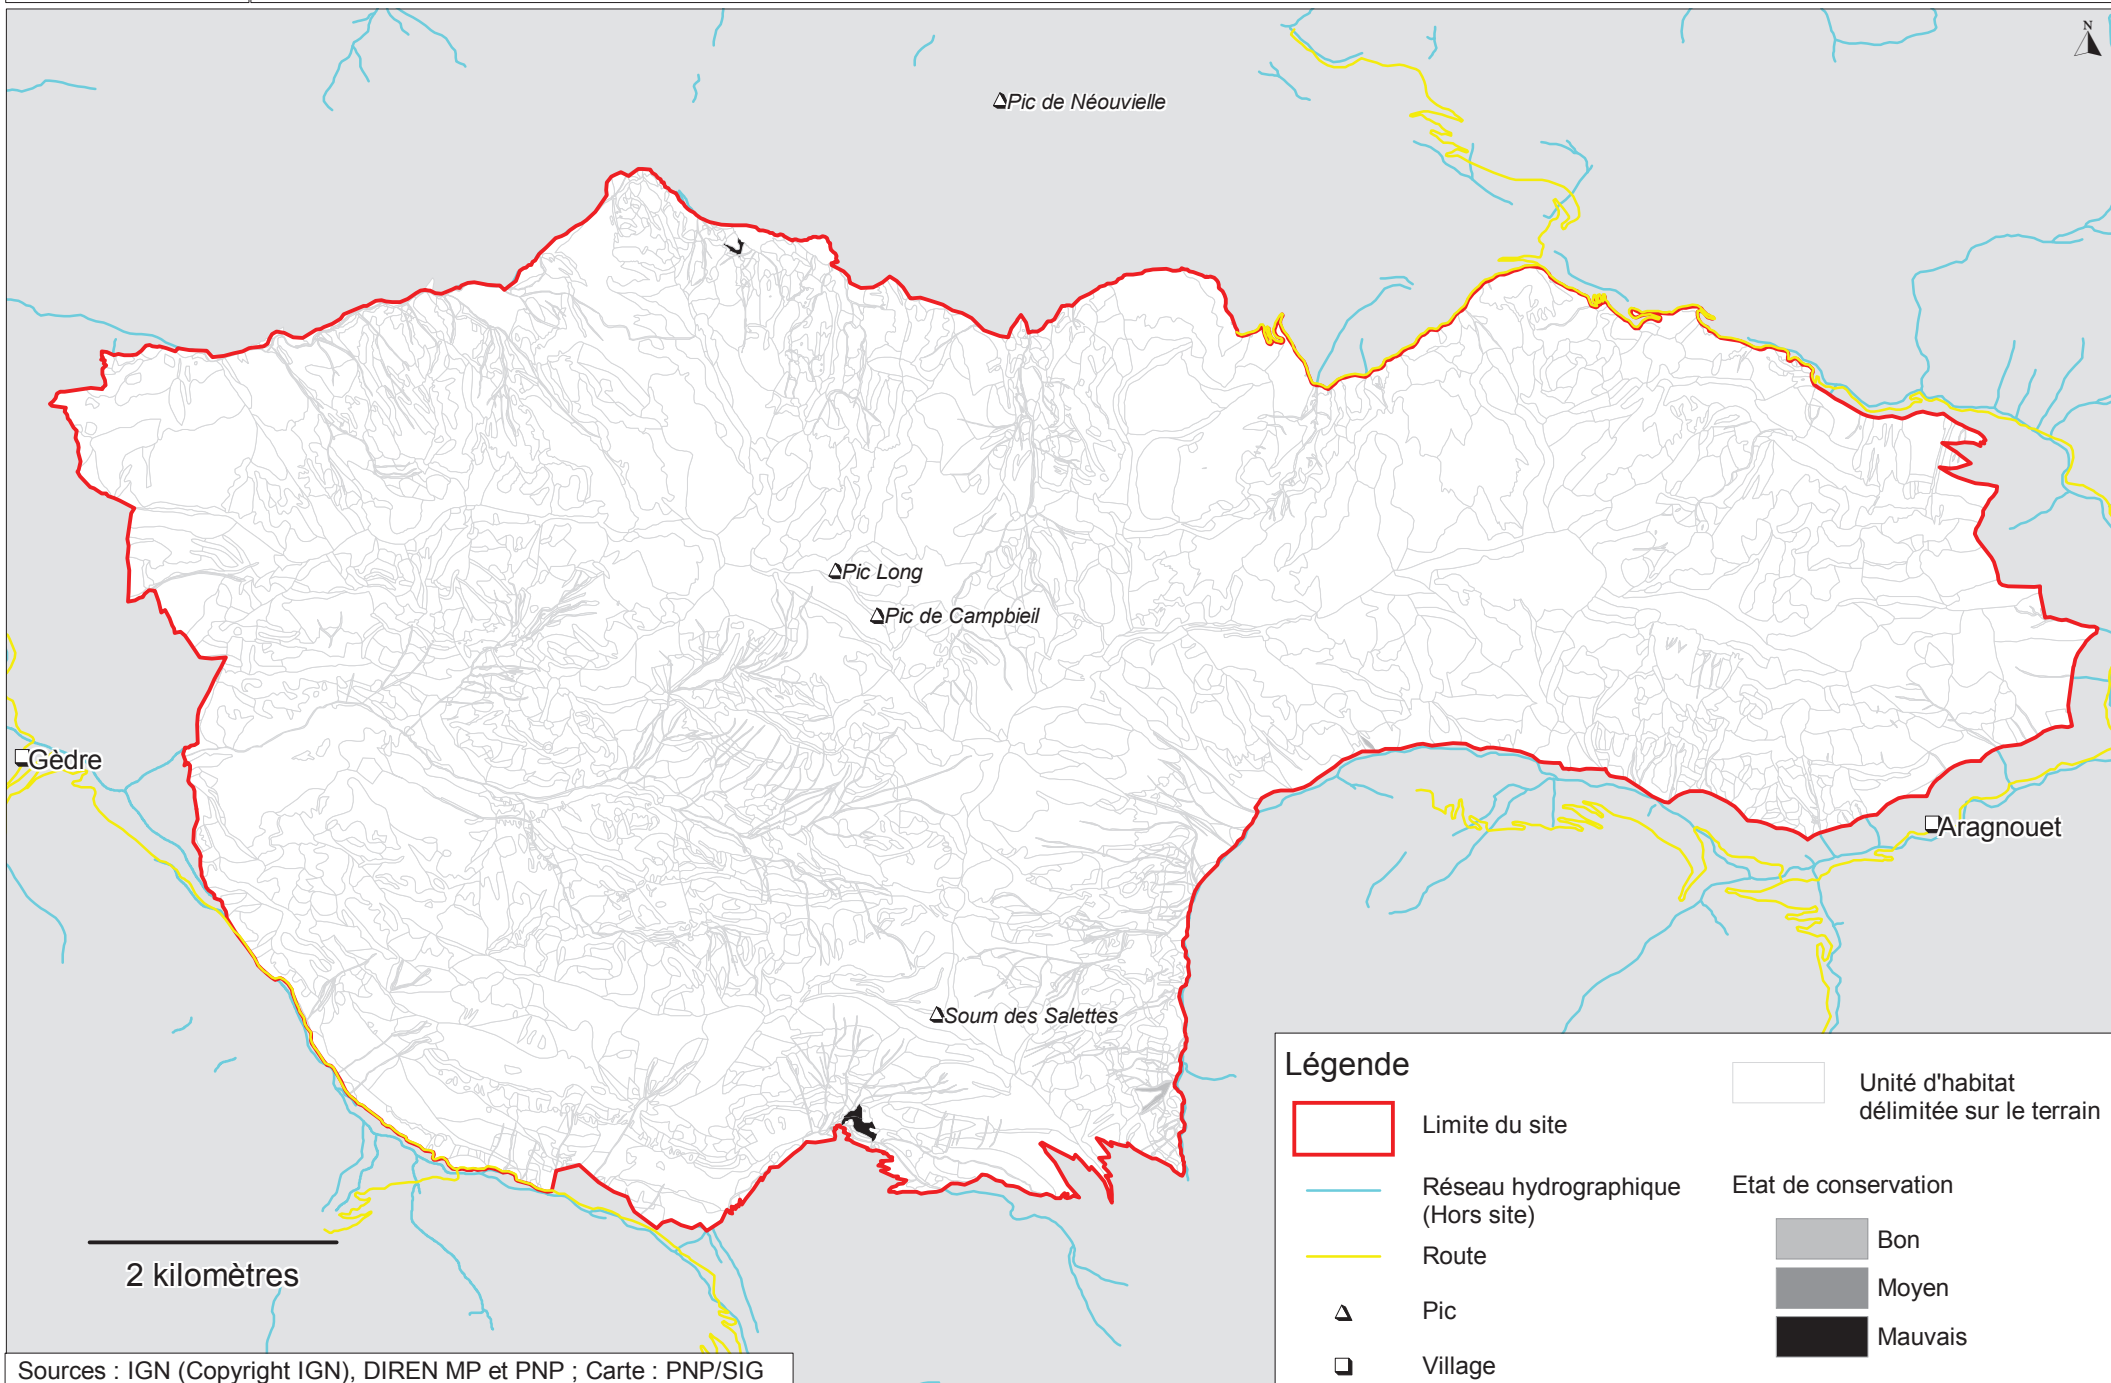 N
Pic de Néouvielle
Pic Long
Pic de Campbieil
Gèdre
Aragnouet
Soum des Salettes
Légende
Limite du site
Réseau hydrographique
(Hors site)
Route
Pic
Village
Unité d'habitat
délimitée sur le terrain
Etat de conservation
Bon
Moyen
Mauvais
2 kilomètres
Sources : IGN (Copyright IGN), DIREN MP et PNP ; Carte : PNP/SIG